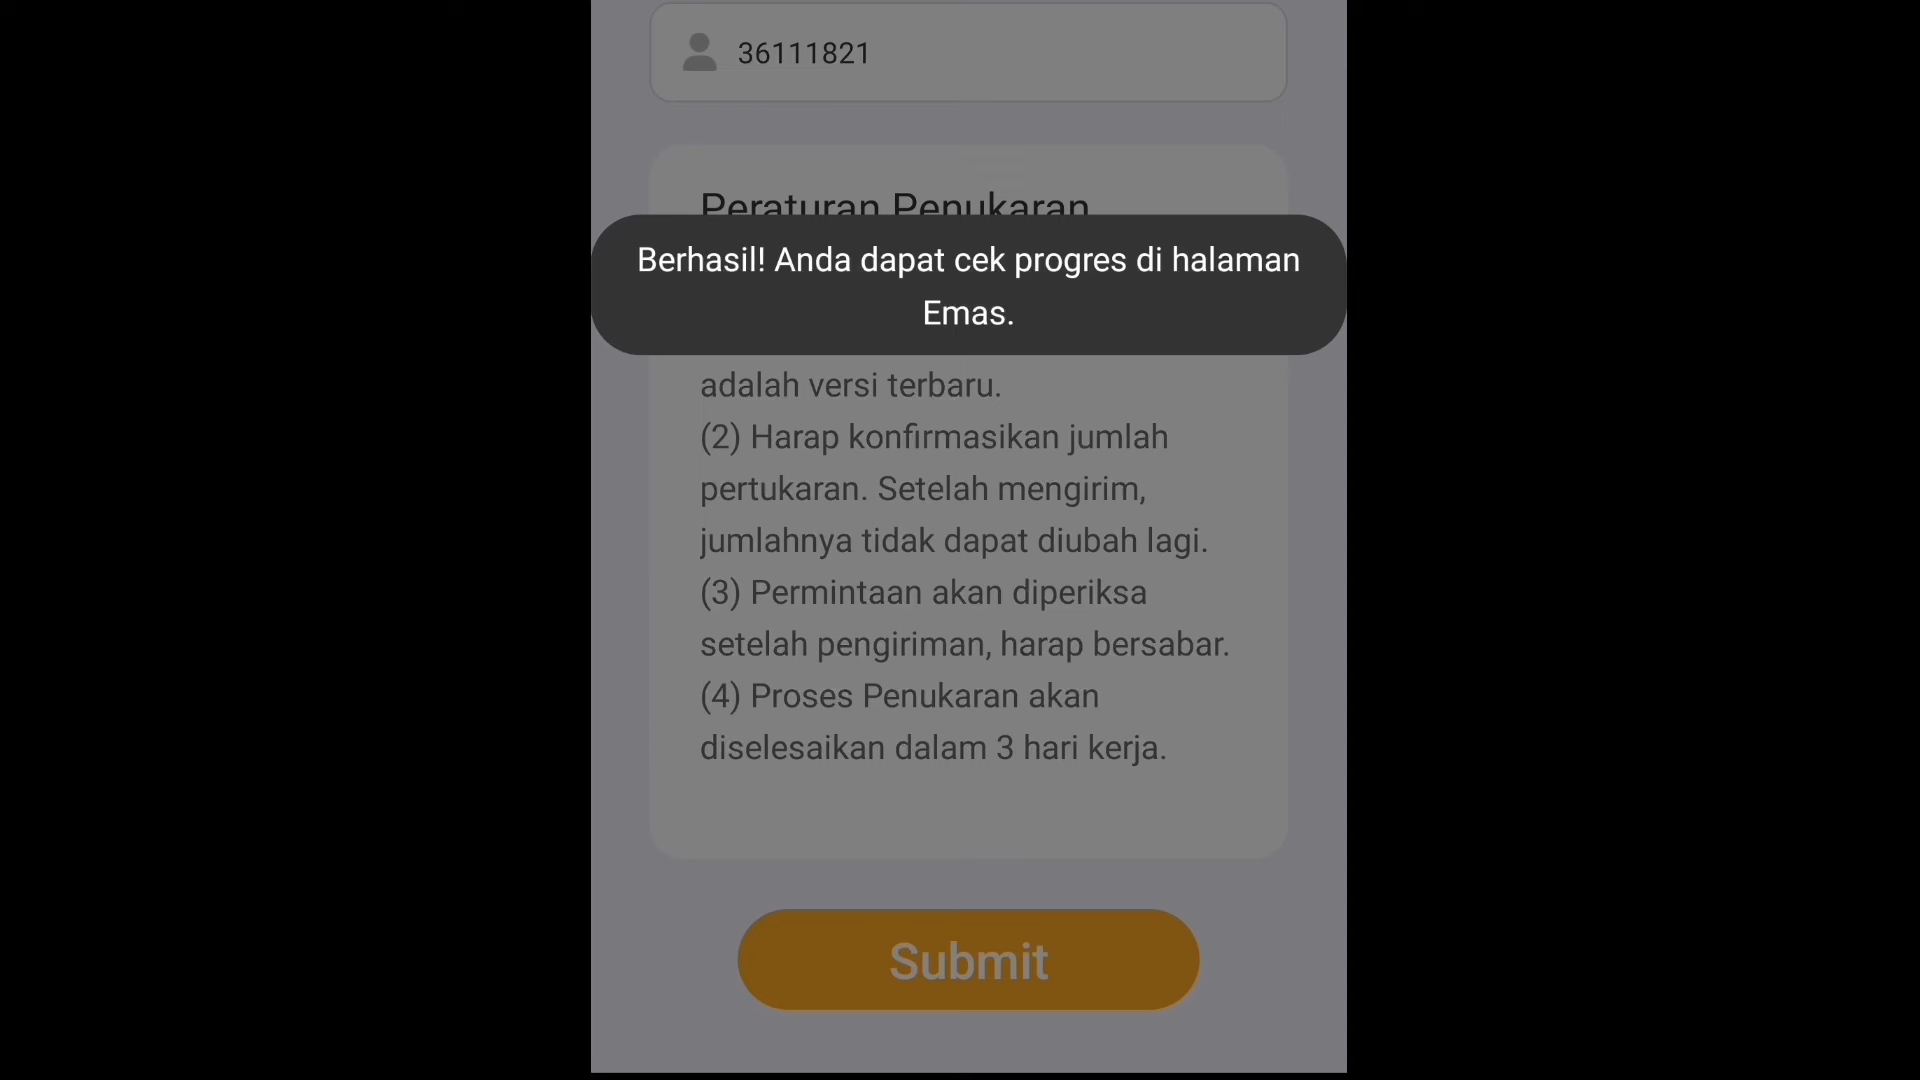 36111821
Peraturan Penukaran
Berhasil! Anda dapat cek progres di halaman
Emas.
adalah versi terbaru.
(2) Harap konfirmasikan jumlah
pertukaran. Setelah mengirim,
jumlahnya tidak dapat diubah lagi.
(3) Permintaan akan diperiksa
setelah pengiriman, harap bersabar.
(4) Proses Penukaran akan
diselesaikan dalam 3 hari kerja.
Submit